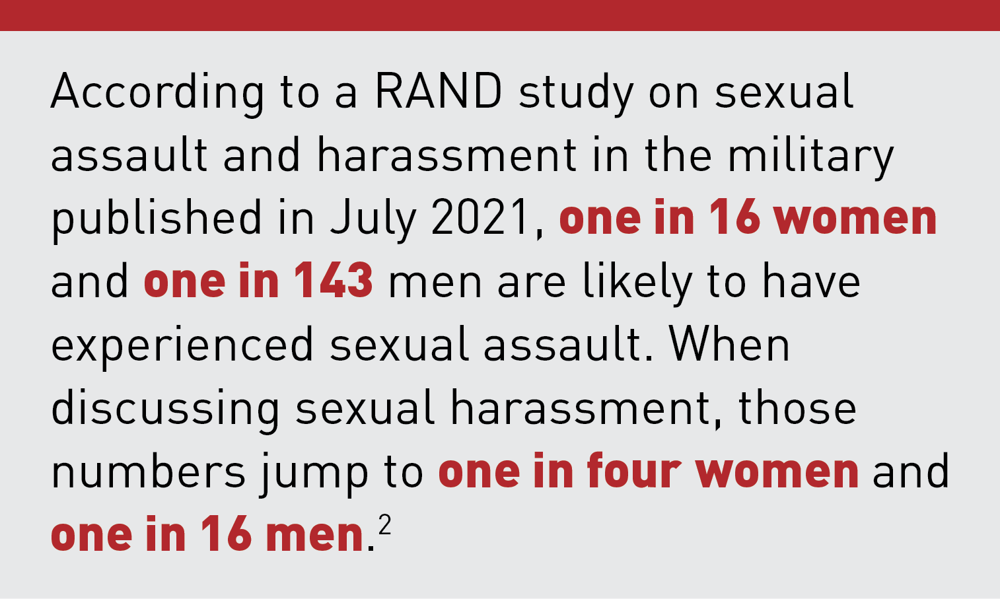 According to a RAND study on sexual
assault and harassment in the military
published in July 2021, one in 16 women
and one in 143 men are likely to have
experienced sexual assault. When
discussing sexual harassment, those
numbers jump to one in four women and
one in 16 men.²